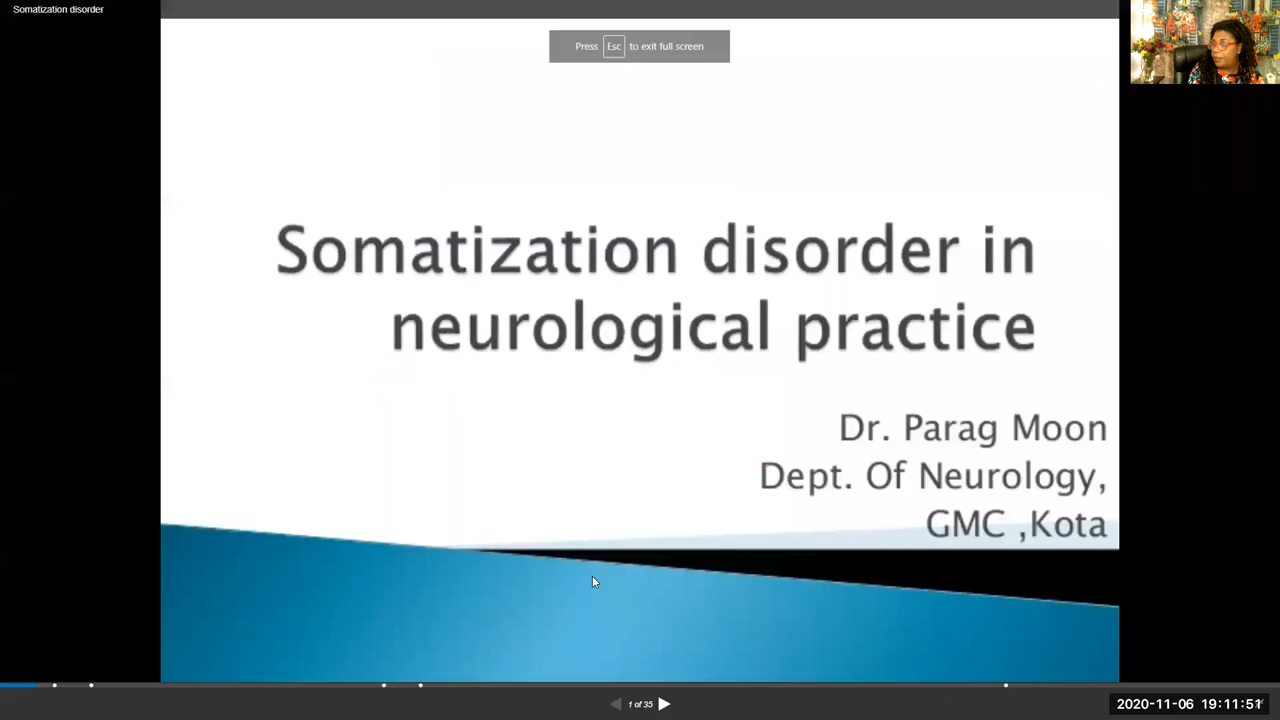 Somatization disorder
Press Esc to exit full screen
Somatization disorder in
neurological practice
Dr. Parag Moon
Dept. Of Neurology,
GMC ,Kota
1 of 35
2020-11-06 19:11:51